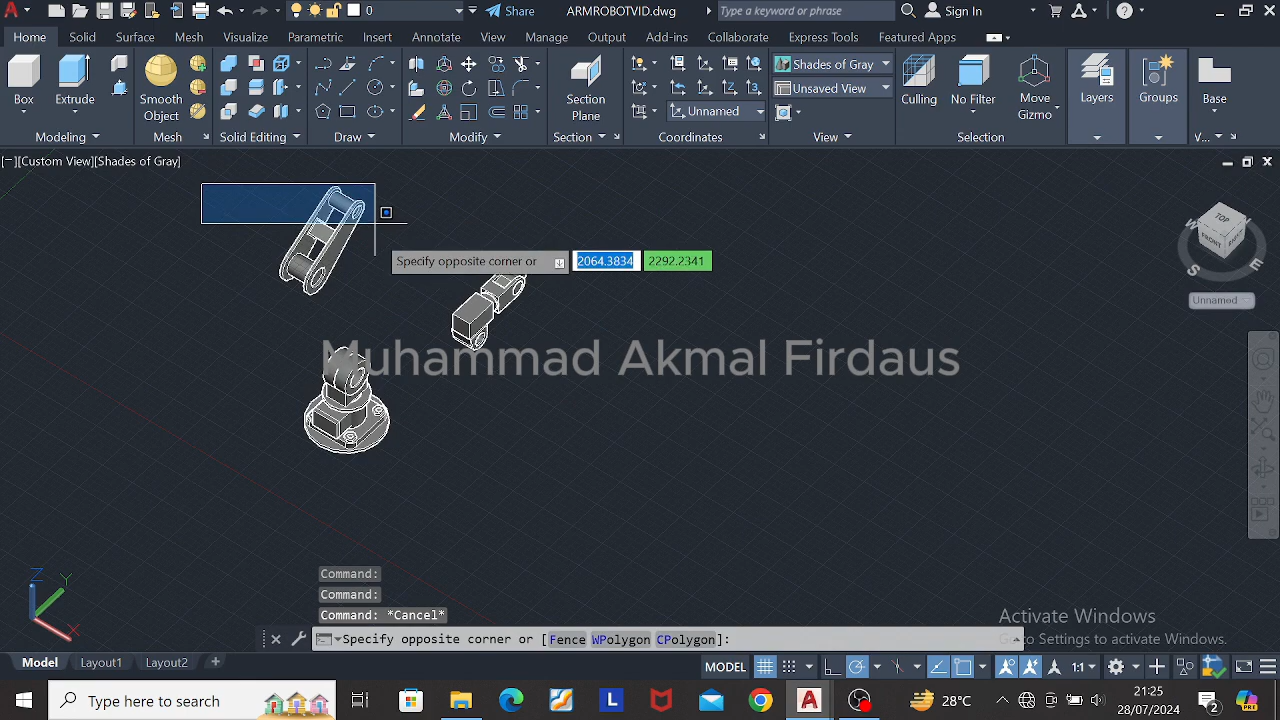 0
Share
ARMROBOTVID.dwg
Type a keyword or phrase
Sign In
Home
Solid
Surface
Mesh
Visualize
Parametric
Insert
Annotate
View
Manage
Output
Add-ins
Collaborate
Express Tools
Featured Apps
Box
Extrude
Smooth
Object
Section
Plane
Unnamed
Shades of Gray
Unsaved View
Culling
No Filter
Move
Gizmo
Layers
Groups
Base
Modeling
Mesh
Solid Editing
Draw
Modify
Section
Coordinates
View
Selection
V...
[−][Custom View][Shades of Gray]
TOP
FRONT
RIGHT
W
S
E
Unnamed
Specify opposite corner or
2064.3834
2292.2341
Muhammad Akmal Firdaus
Z
Y
X
Command:
Command:
Command: *Cancel*
Specify opposite corner or [Fence WPolygon CPolygon]:
Activate Windows
Go to Settings to activate Windows.
Model
Layout1
Layout2
MODEL
1:1
Type here to search
28°C
21:25
28/07/2024
2